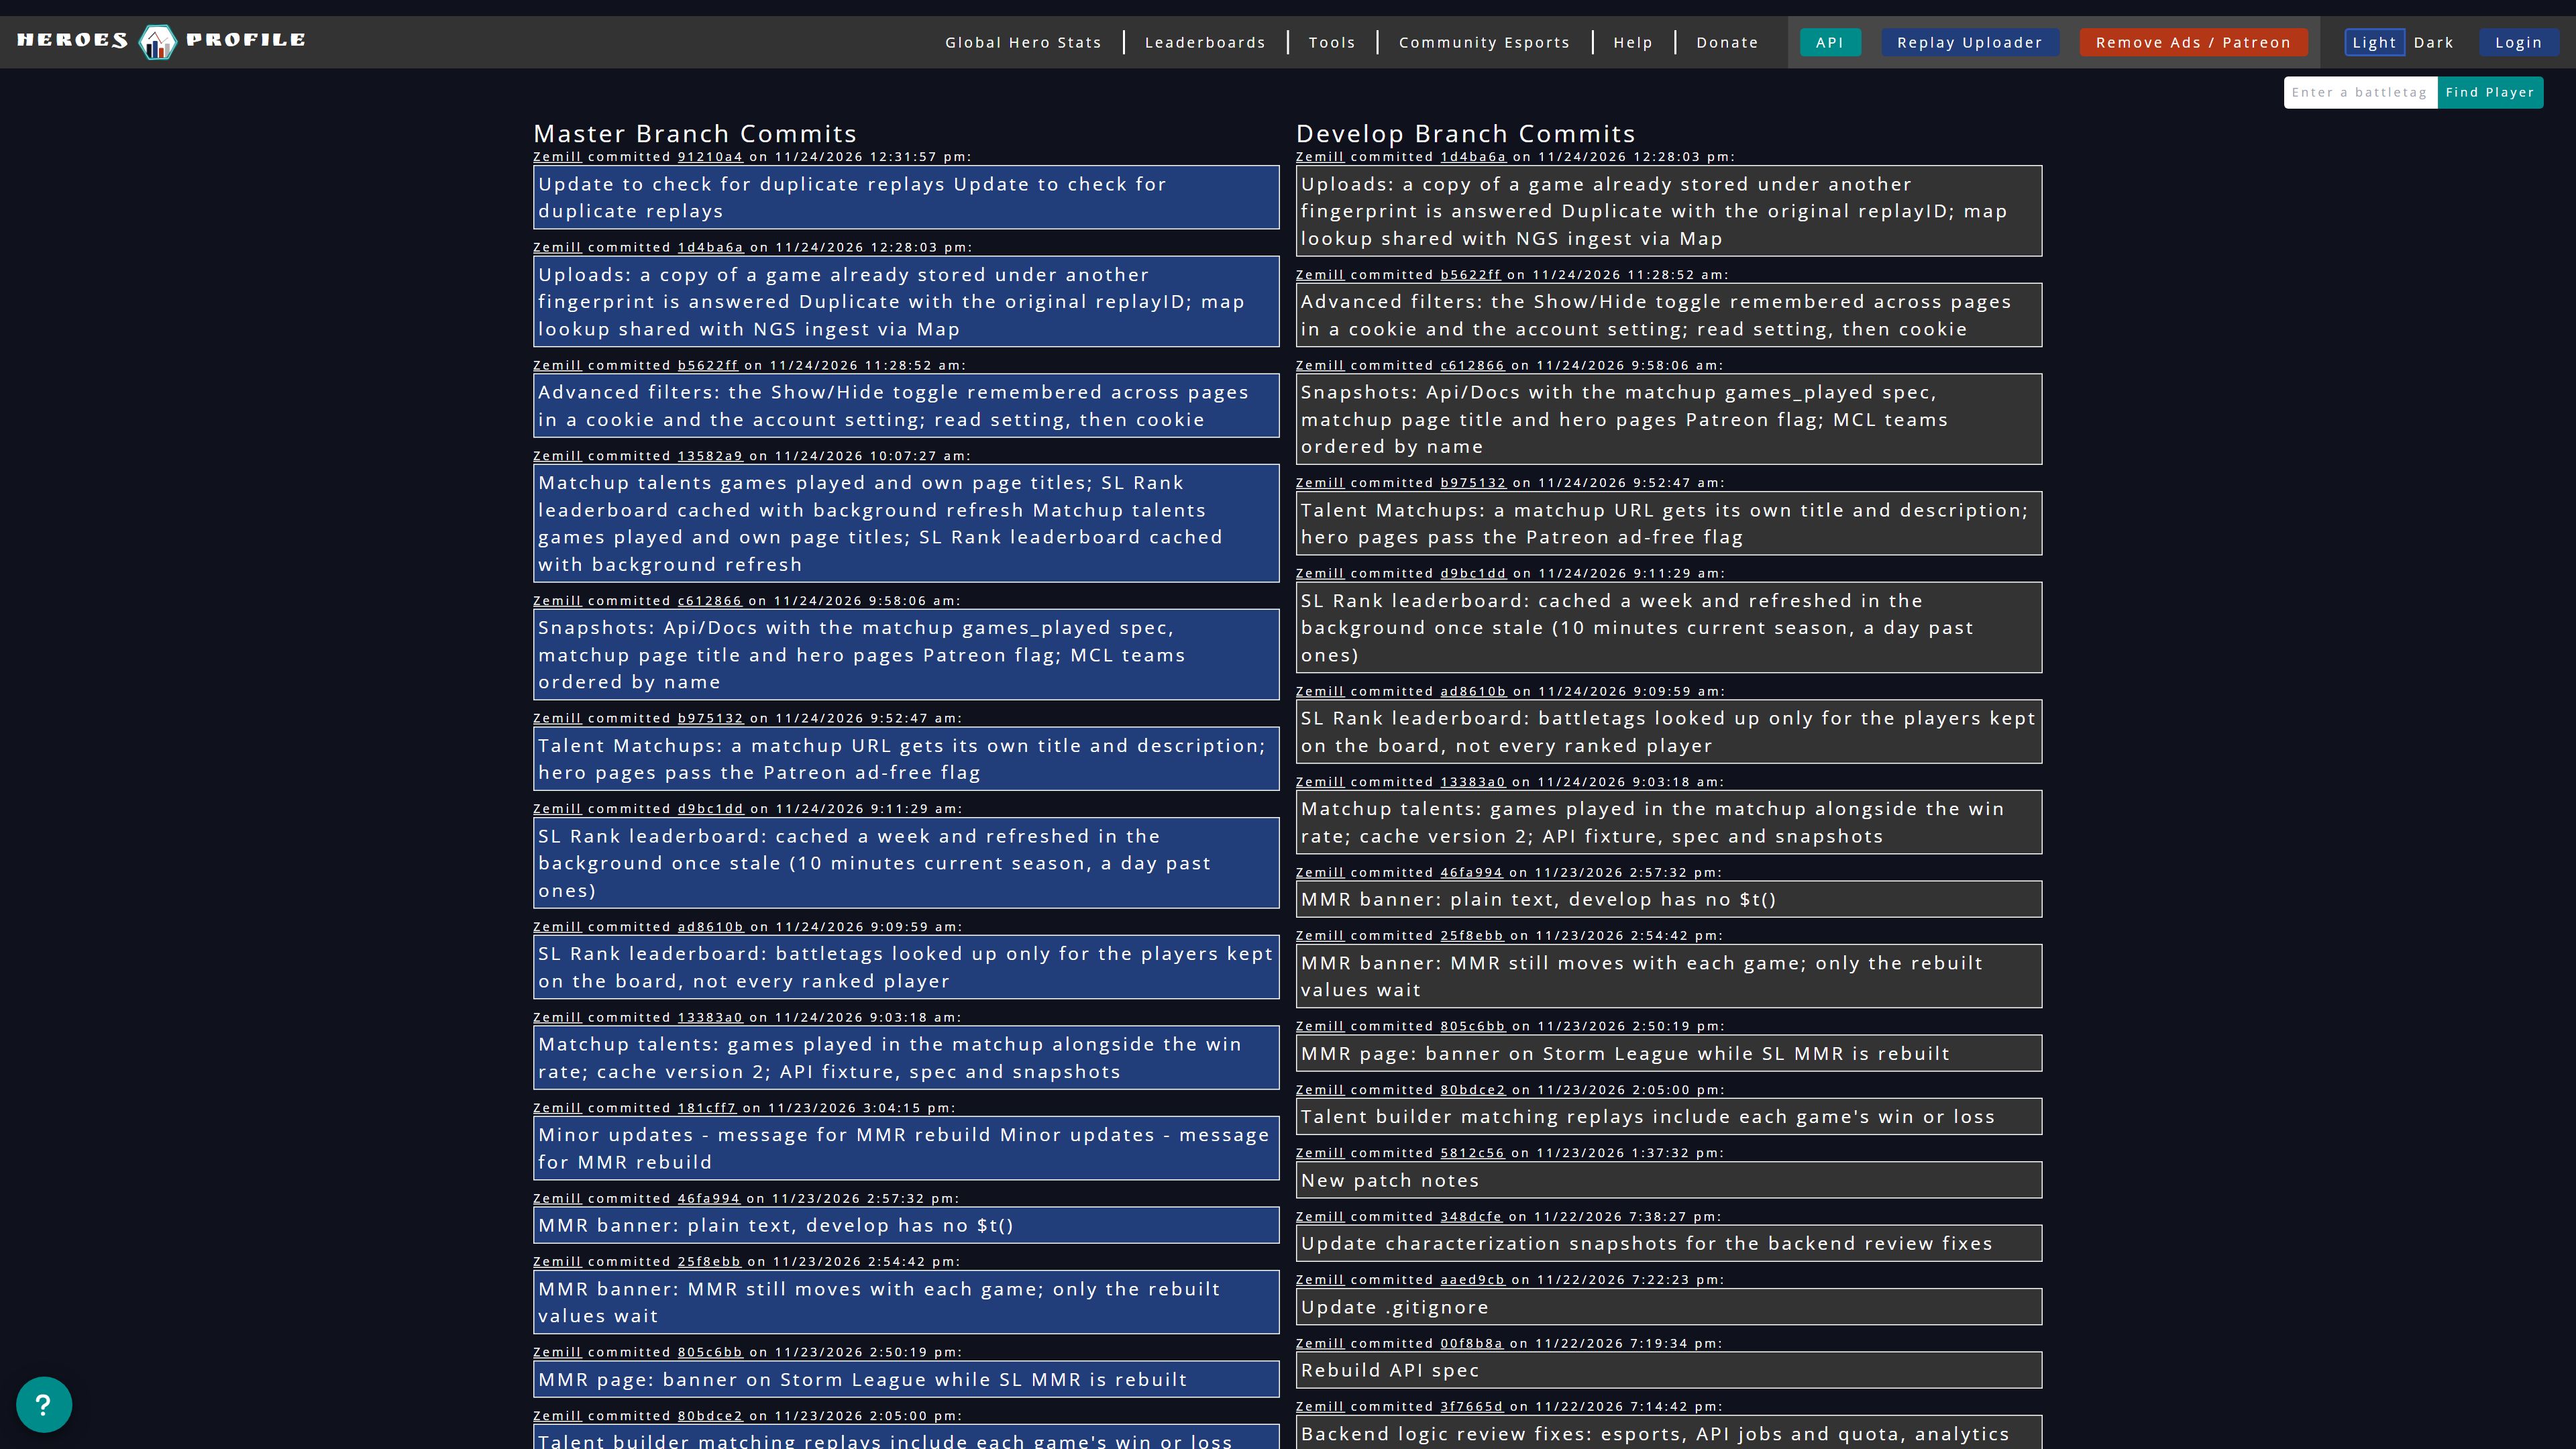 HEROES PROFILE
Global Hero Stats
Leaderboards
Tools
Community Esports
Help
Donate
API
Replay Uploader
Remove Ads / Patreon
Light
Dark
Login
Enter a battletag
Find Player
Master Branch Commits
Zemill committed 91210a4 on 11/24/2026 12:31:57 pm:
Update to check for duplicate replays Update to check for
duplicate replays
Zemill committed 1d4ba6a on 11/24/2026 12:28:03 pm:
Uploads: a copy of a game already stored under another
fingerprint is answered Duplicate with the original replayID; map
lookup shared with NGS ingest via Map
Zemill committed b5622ff on 11/24/2026 11:28:52 am:
Advanced filters: the Show/Hide toggle remembered across pages
in a cookie and the account setting; read setting, then cookie
Zemill committed 13582a9 on 11/24/2026 10:07:27 am:
Matchup talents games played and own page titles; SL Rank
leaderboard cached with background refresh Matchup talents
games played and own page titles; SL Rank leaderboard cached
with background refresh
Zemill committed c612866 on 11/24/2026 9:58:06 am:
Snapshots: Api/Docs with the matchup games_played spec,
matchup page title and hero pages Patreon flag; MCL teams
ordered by name
Zemill committed b975132 on 11/24/2026 9:52:47 am:
Talent Matchups: a matchup URL gets its own title and description;
hero pages pass the Patreon ad-free flag
Zemill committed d9bc1dd on 11/24/2026 9:11:29 am:
SL Rank leaderboard: cached a week and refreshed in the
background once stale (10 minutes current season, a day past
ones)
Zemill committed ad8610b on 11/24/2026 9:09:59 am:
SL Rank leaderboard: battletags looked up only for the players kept
on the board, not every ranked player
Zemill committed 13383a0 on 11/24/2026 9:03:18 am:
Matchup talents: games played in the matchup alongside the win
rate; cache version 2; API fixture, spec and snapshots
Zemill committed 181cff7 on 11/23/2026 3:04:15 pm:
Minor updates - message for MMR rebuild Minor updates - message
for MMR rebuild
Zemill committed 46fa994 on 11/23/2026 2:57:32 pm:
MMR banner: plain text, develop has no $t()
Zemill committed 25f8ebb on 11/23/2026 2:54:42 pm:
MMR banner: MMR still moves with each game; only the rebuilt
values wait
Zemill committed 805c6bb on 11/23/2026 2:50:19 pm:
MMR page: banner on Storm League while SL MMR is rebuilt
Zemill committed 80bdce2 on 11/23/2026 2:05:00 pm:
Talent builder matching replays include each game's win or loss
Develop Branch Commits
Zemill committed 1d4ba6a on 11/24/2026 12:28:03 pm:
Uploads: a copy of a game already stored under another
fingerprint is answered Duplicate with the original replayID; map
lookup shared with NGS ingest via Map
Zemill committed b5622ff on 11/24/2026 11:28:52 am:
Advanced filters: the Show/Hide toggle remembered across pages
in a cookie and the account setting; read setting, then cookie
Zemill committed c612866 on 11/24/2026 9:58:06 am:
Snapshots: Api/Docs with the matchup games_played spec,
matchup page title and hero pages Patreon flag; MCL teams
ordered by name
Zemill committed b975132 on 11/24/2026 9:52:47 am:
Talent Matchups: a matchup URL gets its own title and description;
hero pages pass the Patreon ad-free flag
Zemill committed d9bc1dd on 11/24/2026 9:11:29 am:
SL Rank leaderboard: cached a week and refreshed in the
background once stale (10 minutes current season, a day past
ones)
Zemill committed ad8610b on 11/24/2026 9:09:59 am:
SL Rank leaderboard: battletags looked up only for the players kept
on the board, not every ranked player
Zemill committed 13383a0 on 11/24/2026 9:03:18 am:
Matchup talents: games played in the matchup alongside the win
rate; cache version 2; API fixture, spec and snapshots
Zemill committed 46fa994 on 11/23/2026 2:57:32 pm:
MMR banner: plain text, develop has no $t()
Zemill committed 25f8ebb on 11/23/2026 2:54:42 pm:
MMR banner: MMR still moves with each game; only the rebuilt
values wait
Zemill committed 805c6bb on 11/23/2026 2:50:19 pm:
MMR page: banner on Storm League while SL MMR is rebuilt
Zemill committed 80bdce2 on 11/23/2026 2:05:00 pm:
Talent builder matching replays include each game's win or loss
Zemill committed 5812c56 on 11/23/2026 1:37:32 pm:
New patch notes
Zemill committed 348dcfe on 11/22/2026 7:38:27 pm:
Update characterization snapshots for the backend review fixes
Zemill committed aaed9cb on 11/22/2026 7:22:23 pm:
Update .gitignore
Zemill committed 00f8b8a on 11/22/2026 7:19:34 pm:
Rebuild API spec
Zemill committed 3f7665d on 11/22/2026 7:14:42 pm:
Backend logic review fixes: esports, API jobs and quota, analytics
?